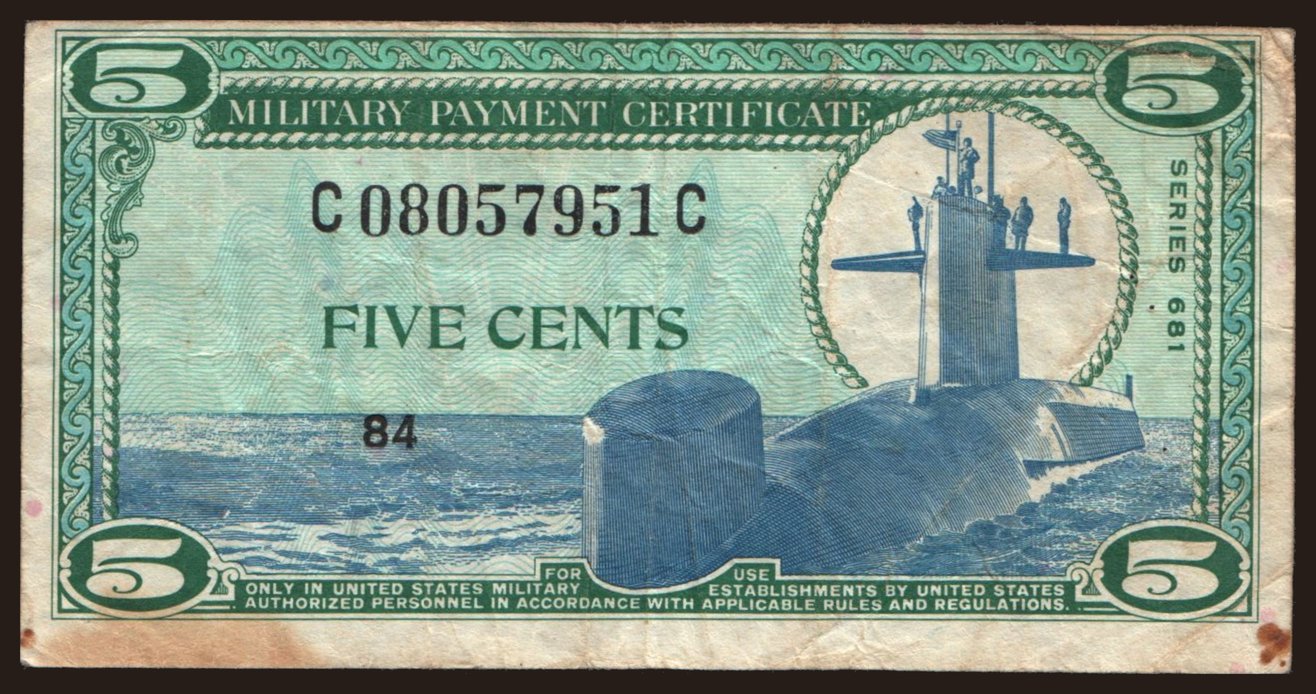 5 5
MILITARY PAYMENT CERTIFICATE
SERIES 681
C 08057951 C
FIVE CENTS
84
5 5
FOR USE
ONLY IN UNITED STATES MILITARY ESTABLISHMENTS BY UNITED STATES
AUTHORIZED PERSONNEL IN ACCORDANCE WITH APPLICABLE RULES AND REGULATIONS.